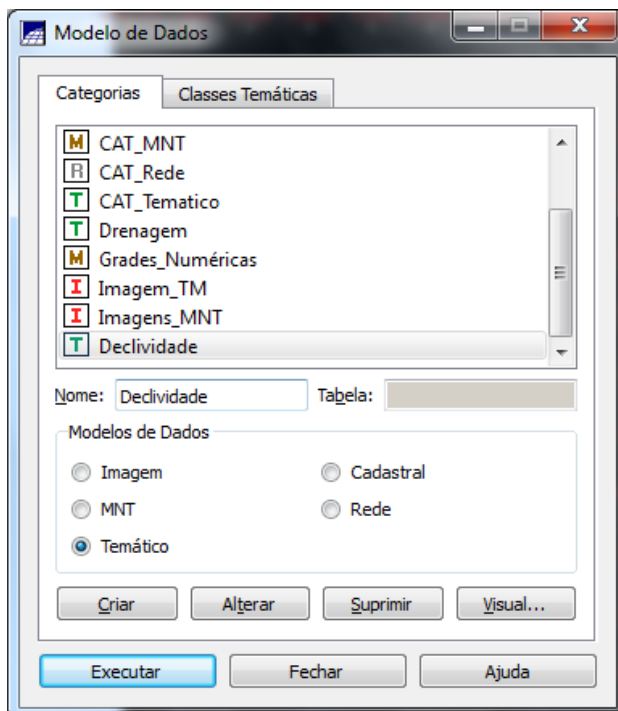 Modelo de Dados
Categorias Classes Temáticas
M CAT_MNT
R CAT_Rede
T CAT_Tematico
T Drenagem
M Grades_Numéricas
I Imagem_TM
I Imagens_MNT
T Declividade
Nome: Declividade Tabela:
Modelos de Dados
Imagem Cadastral
MNT Rede
Temático
Criar Alterar Suprimir Visual...
Executar Fechar Ajuda